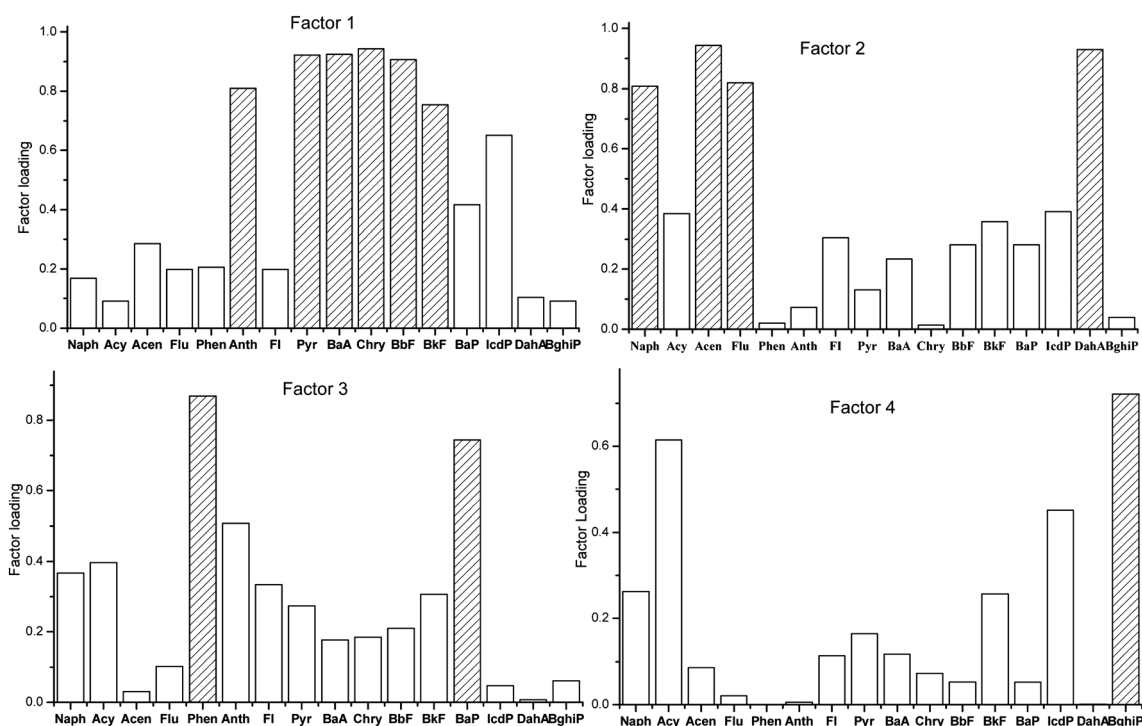 Factor 1
Factor loading
1.0
0.8
0.6
0.4
0.2
0.0
Naph Acy Acen Flu Phen Anth Fl Pyr BaA Chry BbF BkF BaP IcdP DahA BghiP
Factor 2
Factor loading
1.0
0.8
0.6
0.4
0.2
0.0
Naph Acy Acen Flu Phen Anth FI Pyr BaA Chry BbF BkF BaP IcdP DahA BghiP
Factor 3
Factor loading
0.8
0.6
0.4
0.2
0.0
Naph Acy Acen Flu Phen Anth Fl Pyr BaA Chry BbF BkF BaP IcdP DahA BghiP
Factor 4
Factor Loading
0.6
0.4
0.2
0.0
Naph Acy Acen Flu Phen Anth Fl Pyr BaA Chry BbF BkF BaP IcdP DahA BghiP